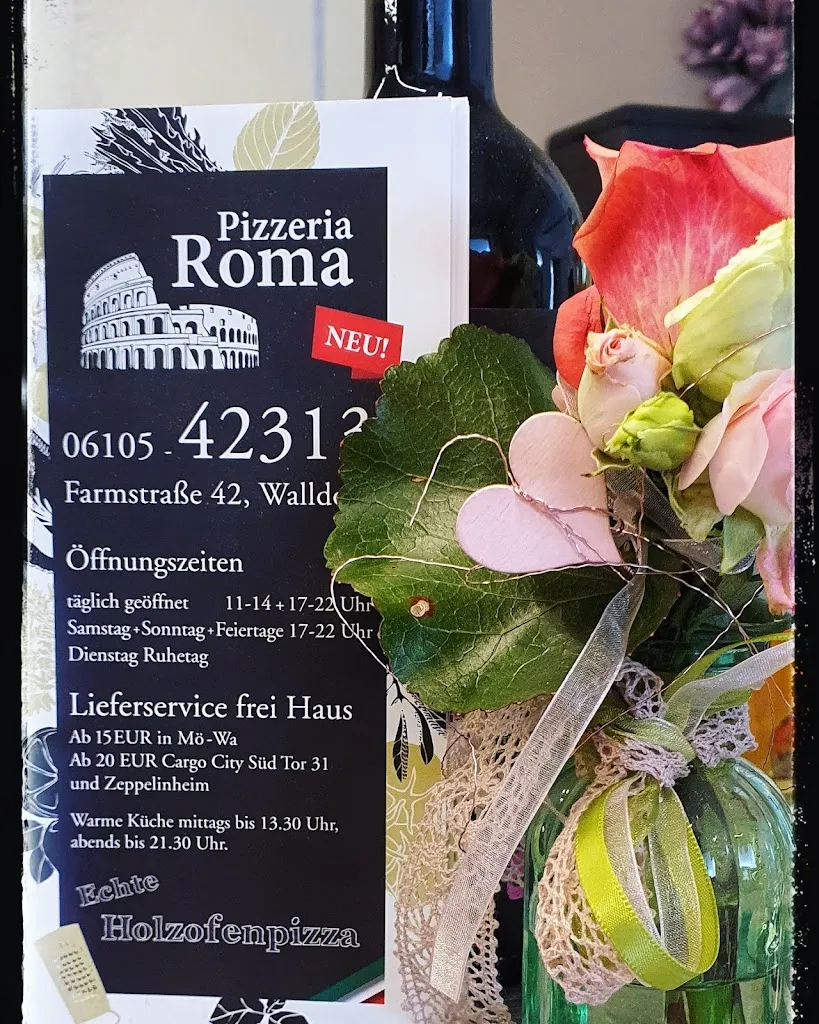 Pizzeria
Roma
NEU!
06105 - 42313
Farmstraße 42,
Öffnungszeiten
täglich geöffnet 11-14 + 17-22 Uhr
Samstag+Sonntag+Feiertage 17-22 Uhr
Dienstag Ruhetag
Lieferservice frei Haus
Ab 15 EUR in Mö-Wa
Ab 20 EUR Cargo City Süd Tor 31
und Zeppelinheim
Warme Küche mittags bis 13.30 Uhr,
abends bis 21.30 Uhr.
Echte
Holzofenpizza